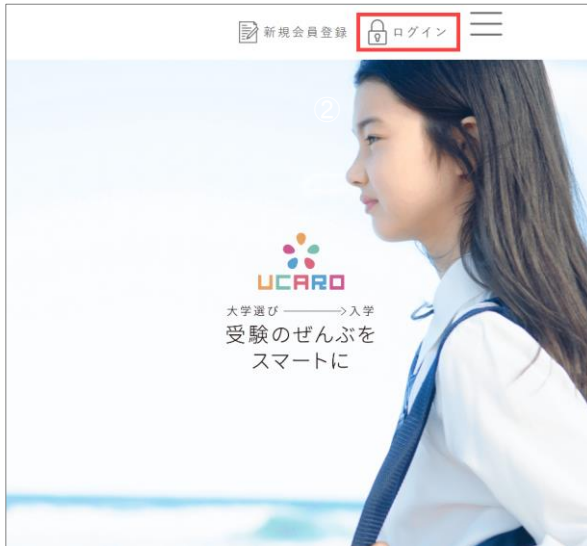 新規会員登録
ログイン
②
UCARO
大学選び ———> 入学
受験のぜんぶを
スマートに